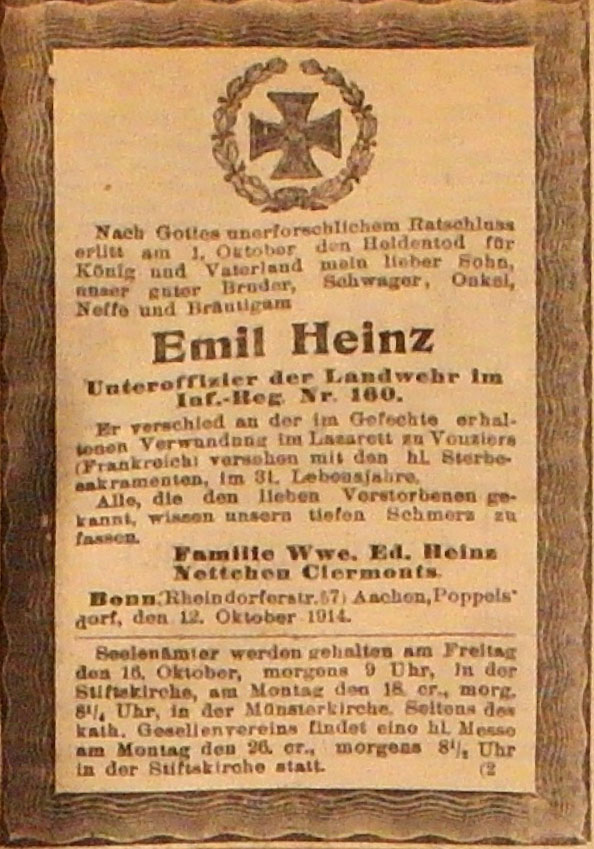 Nach Gottes unerforschlichem Ratschluss
erlitt am 1. Oktober den Heldentod für
König und Vaterland mein lieber Sohn,
unser guter Bruder, Schwager, Onkel,
Neffe und Bräutigam
Emil Heinz
Unteroffizier der Landwehr im
Inf.-Reg. Nr. 160.
Er verschied an der im Gefechte erhal-
tenen Verwundung im Lazarett zu Vouziers
(Frankreich) versehen mit den hl. Sterbe-
sakramenten, im 31. Lebensjahre.
Alle, die den lieben Verstorbenen ge-
kannt, wissen unsern tiefen Schmerz zu
fassen.
Familie Wwe. Ed. Heinz
Nettchen Clermonts.
Bonn, (Rheindorferstr. 57) Aachen, Poppels-
dorf, den 12. Oktober 1914.
Seelenämter werden gehalten am Freitag
den 16. Oktober, morgens 9 Uhr, in der
Stiftskirche, am Montag den 18. cr., morg.
8¼ Uhr, in der Münsterkirche. Seitens des
kath. Gesellenvereins findet eine hl. Messe
am Montag den 26. cr., morgens 8½ Uhr
in der Stiftskirche statt. (2